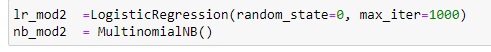 lr_mod2  =LogisticRegression(random_state=0, max_iter=1000)
nb_mod2  = MultinomialNB()